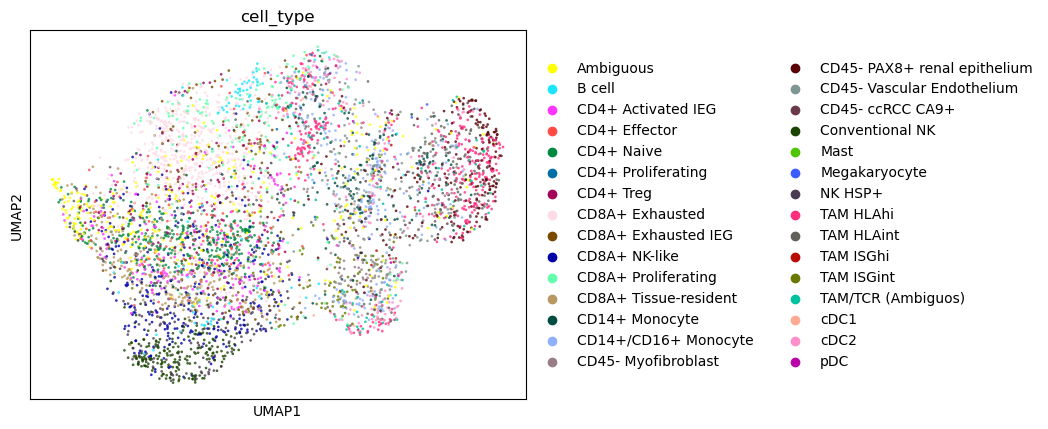 cell_type
UMAP2
UMAP1
Ambiguous
B cell
CD4+ Activated IEG
CD4+ Effector
CD4+ Naive
CD4+ Proliferating
CD4+ Treg
CD8A+ Exhausted
CD8A+ Exhausted IEG
CD8A+ NK-like
CD8A+ Proliferating
CD8A+ Tissue-resident
CD14+ Monocyte
CD14+/CD16+ Monocyte
CD45- Myofibroblast
CD45- PAX8+ renal epithelium
CD45- Vascular Endothelium
CD45- ccRCC CA9+
Conventional NK
Mast
Megakaryocyte
NK HSP+
TAM HLAhi
TAM HLAint
TAM ISGhi
TAM ISGint
TAM/TCR (Ambiguos)
cDC1
cDC2
pDC